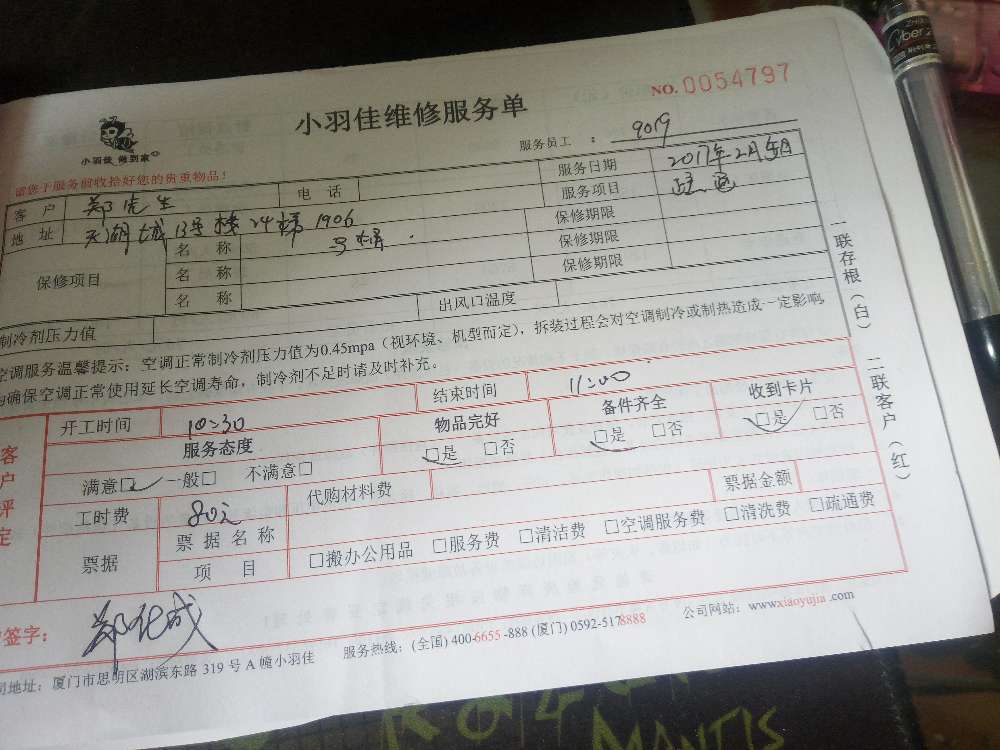 NO.0054797
小羽佳维修服务单
小羽佳 做到家
服务员工 : 9019
请您于服务前收拾好您的贵重物品!
客 户 郑先生 电 话 服务日期 2017年2月
地 址 天湖城13号楼24梯1906 服务项目
保修项目 名 称 保修期限
名 称 保修期限
名 称 保修期限
制冷剂压力值 出风口温度
空调服务温馨提示:空调正常制冷剂压力值为0.45mpa(视环境、机型而定),拆装过程会对空调制冷或制热造成一定影响,
为确保空调正常使用延长空调寿命,制冷剂不足时请及时补充。
一联存根(白) 二联客户(红)
客户评定
开工时间 10:30 结束时间 11:00
服务态度 物品完好 备件齐全 收到卡片
满意□ 一般□ 不满意□ □是 □否 □是 □否 □是 □否
工时费 80元 代购材料费 票据金额
票据 票 据 名 称
项 目 □搬办公用品 □服务费 □清洁费 □空调服务费 □清洗费 □疏通费
签字: 郑化成
司地址:厦门市思明区湖滨东路319号A幢小羽佳 服务热线:(全国)400-6655-888 (厦门)0592-5178888 公司网站:www.xiaoyujia.com
MANTIS